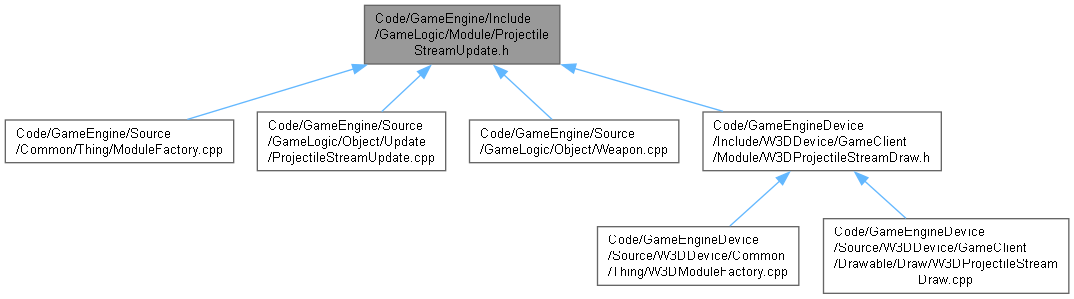 Code/GameEngine/Include
/GameLogic/Module/Projectile
StreamUpdate.h
Code/GameEngine/Source
/Common/Thing/ModuleFactory.cpp
Code/GameEngine/Source
/GameLogic/Object/Update
/ProjectileStreamUpdate.cpp
Code/GameEngine/Source
/GameLogic/Object/Weapon.cpp
Code/GameEngineDevice
/Include/W3DDevice/GameClient
/Module/W3DProjectileStreamDraw.h
Code/GameEngineDevice
/Source/W3DDevice/Common
/Thing/W3DModuleFactory.cpp
Code/GameEngineDevice
/Source/W3DDevice/GameClient
/Drawable/Draw/W3DProjectileStream
Draw.cpp